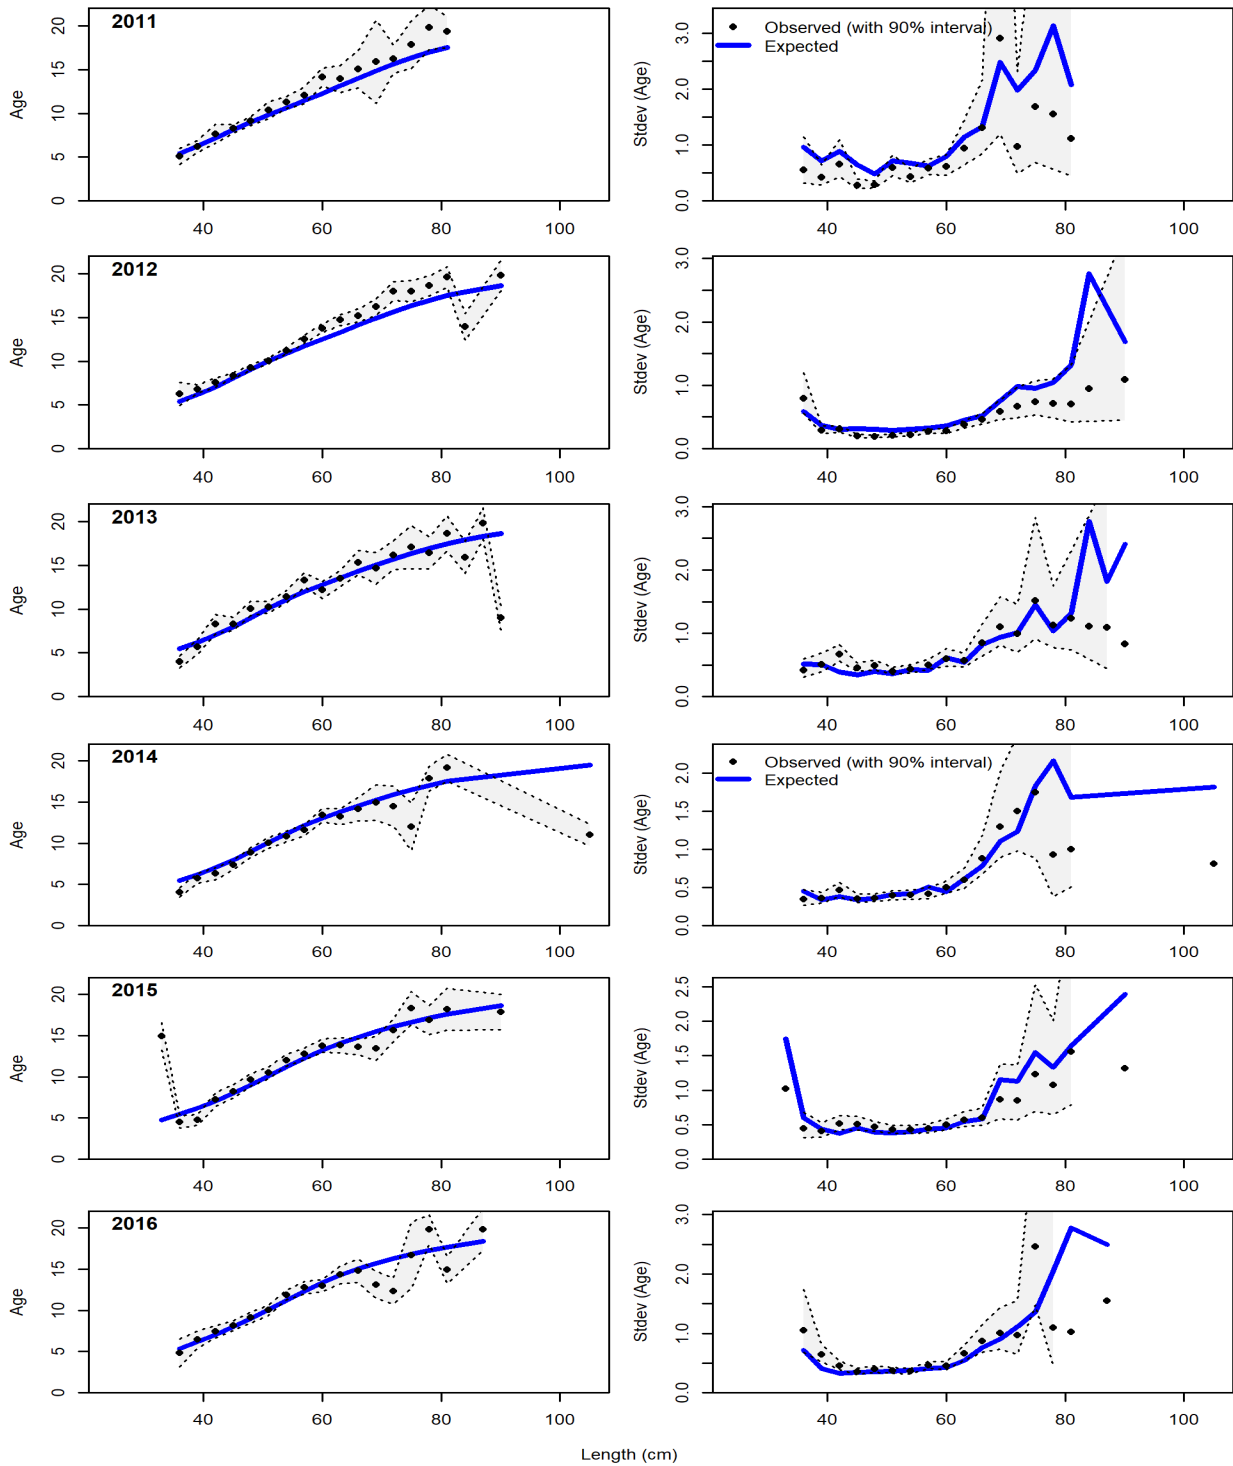 2011
Age
0 5 10 15 20
40 60 80 100
Observed (with 90% interval)
Expected
Stdev (Age)
0.0 1.0 2.0 3.0
40 60 80 100
2012
Age
0 5 10 15 20
40 60 80 100
Stdev (Age)
0.0 1.0 2.0 3.0
40 60 80 100
2013
Age
0 5 10 15 20
40 60 80 100
Stdev (Age)
0.0 1.0 2.0 3.0
40 60 80 100
2014
Age
0 5 10 15 20
40 60 80 100
Observed (with 90% interval)
Expected
Stdev (Age)
0.0 0.5 1.0 1.5 2.0
40 60 80 100
2015
Age
0 5 10 15 20
40 60 80 100
Stdev (Age)
0.0 0.5 1.0 1.5 2.0 2.5
40 60 80 100
2016
Age
0 5 10 15 20
40 60 80 100
Stdev (Age)
0.0 1.0 2.0 3.0
40 60 80 100
Length (cm)